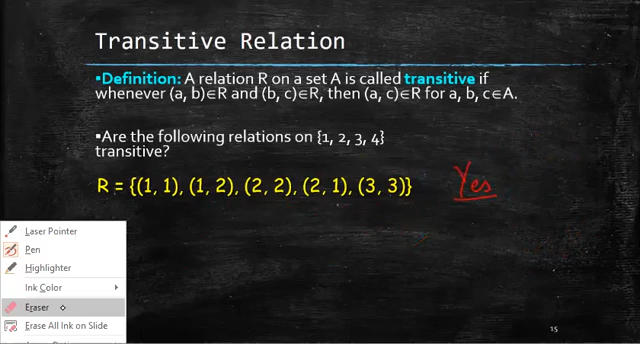 Transitive Relation
▪Definition: A relation R on a set A is called transitive if
whenever (a, b)∈R and (b, c)∈R, then (a, c)∈R for a, b, c∈A.
▪Are the following relations on {1, 2, 3, 4}
transitive?
R = {(1, 1), (1, 2), (2, 2), (2, 1), (3, 3)}
Yes
Laser Pointer
Pen
Highlighter
Ink Color
Eraser
Erase All Ink on Slide
15